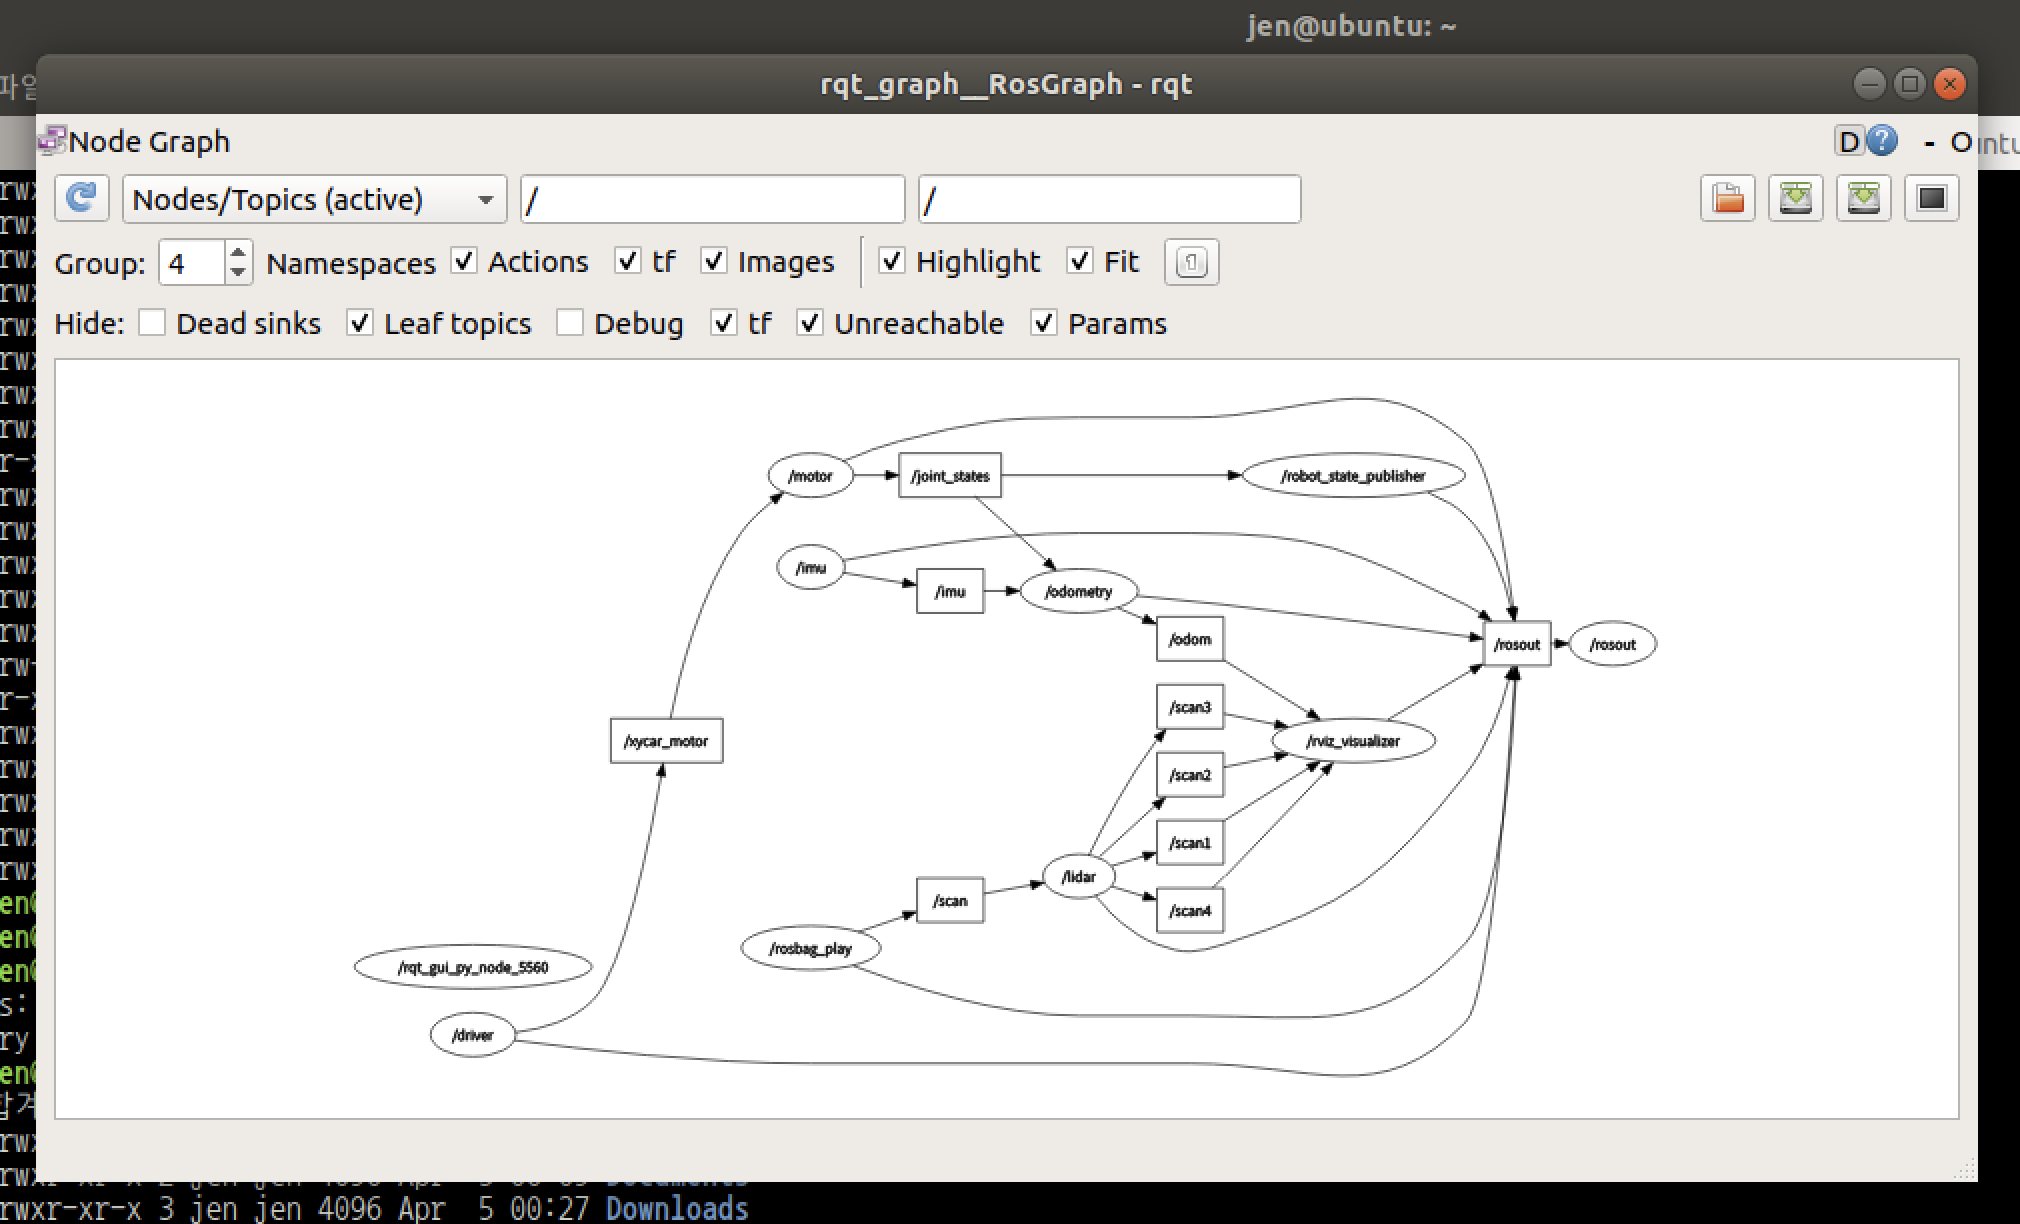 jen@ubuntu: ~
rqt_graph__RosGraph - rqt
Node Graph
D ? - O
Nodes/Topics (active) / /
Group: 4 Namespaces Actions tf Images Highlight Fit
Hide: Dead sinks Leaf topics Debug tf Unreachable Params
/motor
/joint_states
/robot_state_publisher
/imu
/imu
/odometry
/odom
/rosout
/rosout
/scan3
/xycar_motor
/rviz_visualizer
/scan2
/scan1
/lidar
/scan
/scan4
/rosbag_play
/rqt_gui_py_node_5560
/driver
rwxr-xr-x 3 jen jen 4096 Apr 5 00:27 Downloads